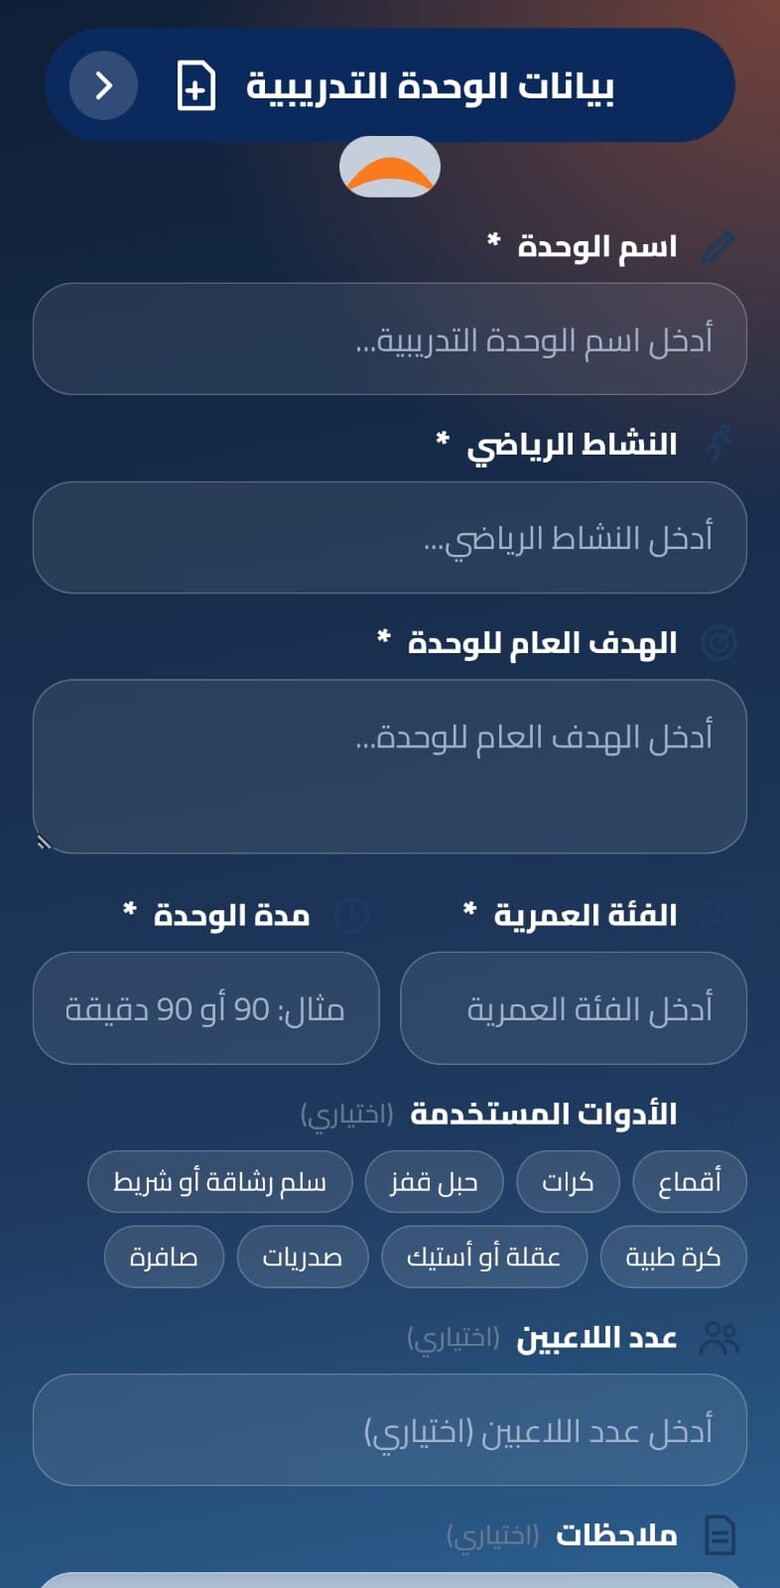 بيانات الوحدة التدريبية
اسم الوحدة *
أدخل اسم الوحدة التدريبية...
النشاط الرياضي *
أدخل النشاط الرياضي...
الهدف العام للوحدة *
أدخل الهدف العام للوحدة...
الفئة العمرية * مدة الوحدة *
أدخل الفئة العمرية مثال: 90 أو 90 دقيقة
الأدوات المستخدمة (اختياري)
أقماع كرات حبل قفز سلم رشاقة أو شريط
كرة طبية عقلة أو أستيك صدريات صافرة
عدد اللاعبين (اختياري)
أدخل عدد اللاعبين (اختياري)
ملاحظات (اختياري)